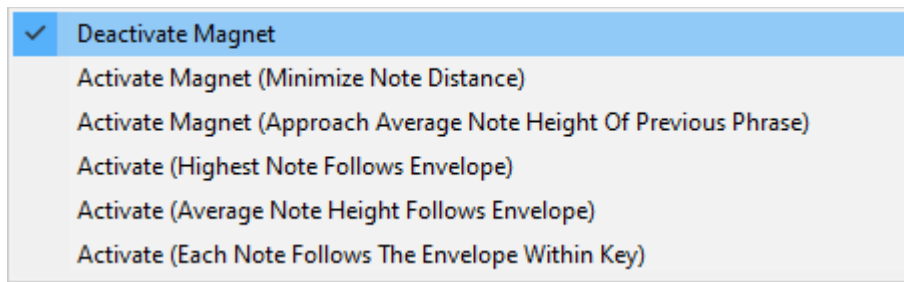 Deactivate Magnet
Activate Magnet (Minimize Note Distance)
Activate Magnet (Approach Average Note Height Of Previous Phrase)
Activate (Highest Note Follows Envelope)
Activate (Average Note Height Follows Envelope)
Activate (Each Note Follows The Envelope Within Key)